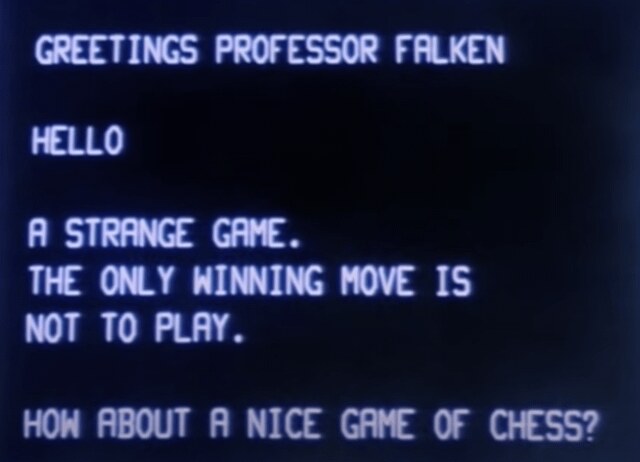 GREETINGS PROFESSOR FALKEN
HELLO
A STRANGE GAME.
THE ONLY WINNING MOVE IS
NOT TO PLAY.
HOW ABOUT A NICE GAME OF CHESS?